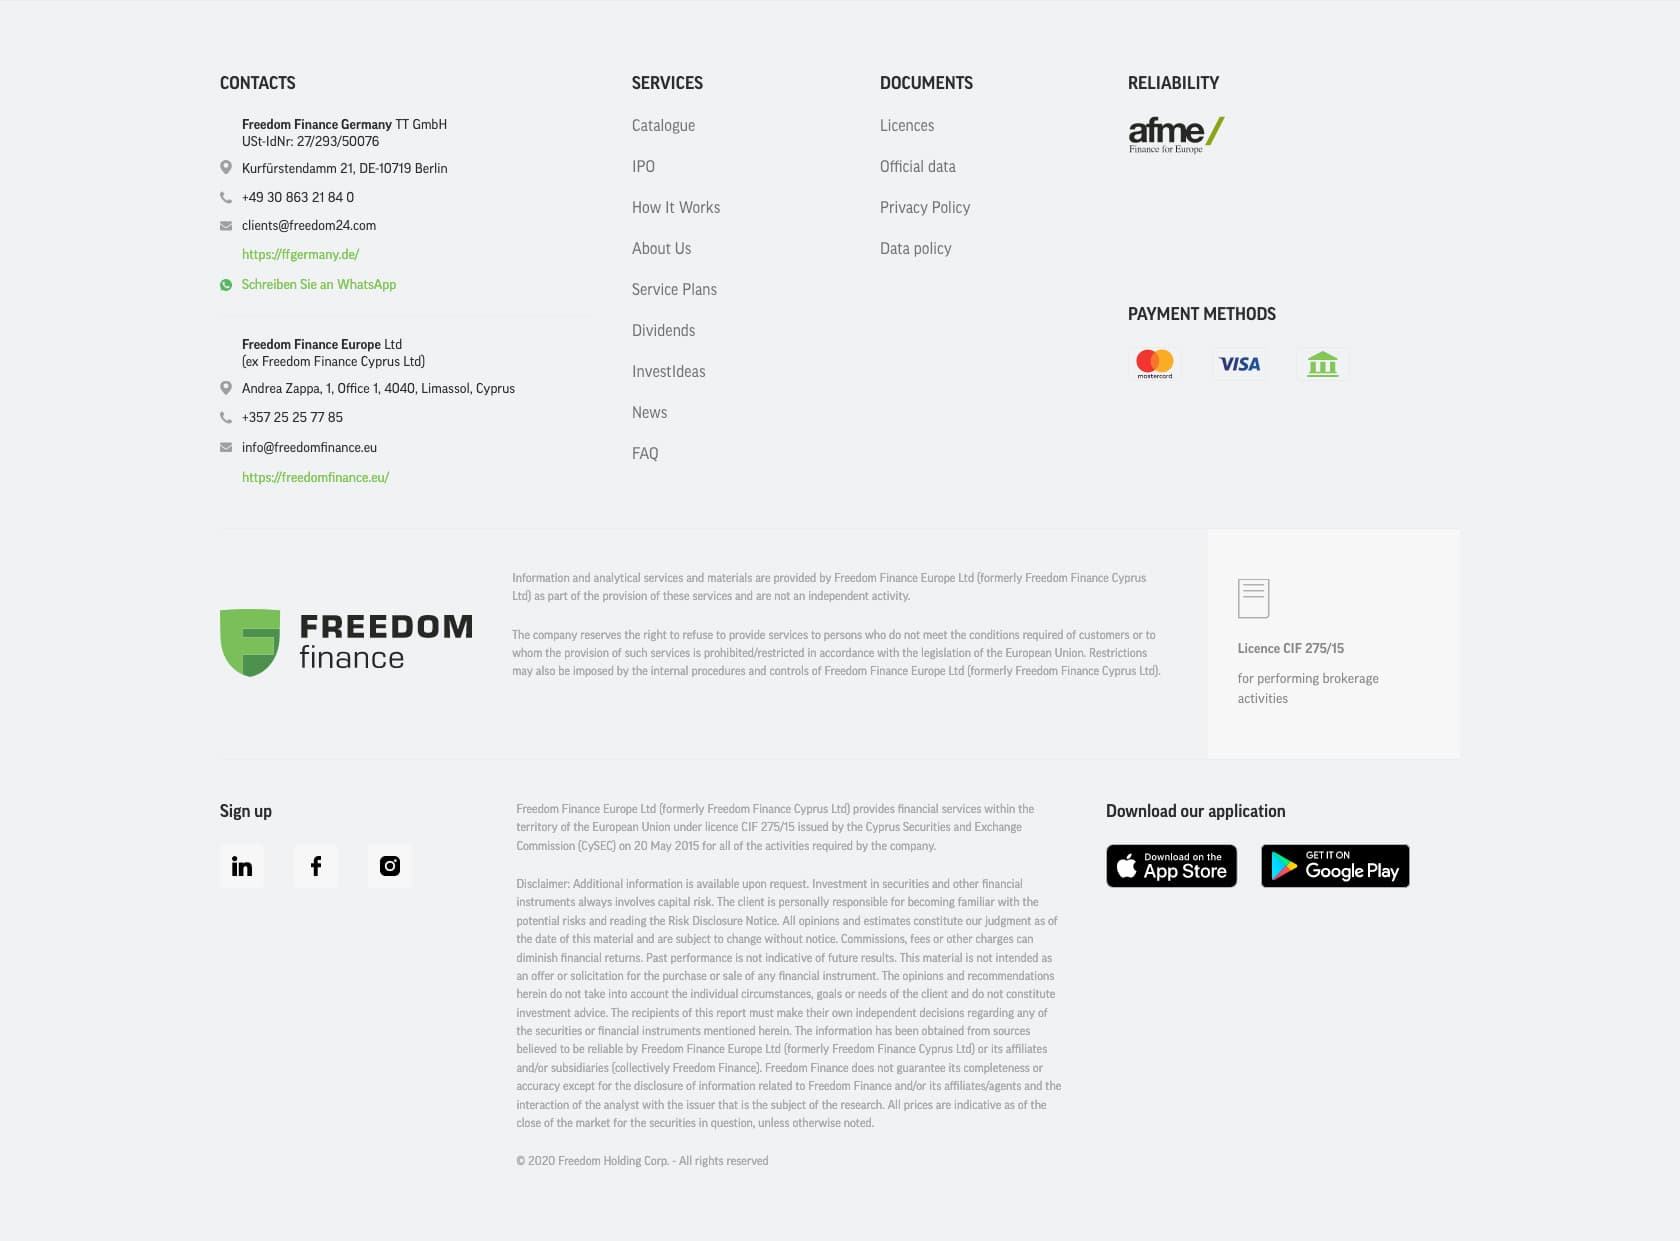 CONTACTS
Freedom Finance Germany TT GmbH
USt-IdNr: 27/293/50076
Kurfürstendamm 21, DE-10719 Berlin
+49 30 863 21 84 0
clients@freedom24.com
https://ffgermany.de/
Schreiben Sie an WhatsApp
Freedom Finance Europe Ltd
(ex Freedom Finance Cyprus Ltd)
Andrea Zappa, 1, Office 1, 4040, Limassol, Cyprus
+357 25 25 77 85
info@freedomfinance.eu
https://freedomfinance.eu/
SERVICES
Catalogue
IPO
How It Works
About Us
Service Plans
Dividends
InvestIdeas
News
FAQ
DOCUMENTS
Licences
Official data
Privacy Policy
Data policy
RELIABILITY
afme/
Finance for Europe
PAYMENT METHODS
mastercard
VISA
FREEDOM
finance
Information and analytical services and materials are provided by Freedom Finance Europe Ltd (formerly Freedom Finance Cyprus
Ltd) as part of the provision of these services and are not an independent activity.
The company reserves the right to refuse to provide services to persons who do not meet the conditions required of customers or to
whom the provision of such services is prohibited/restricted in accordance with the legislation of the European Union. Restrictions
may also be imposed by the internal procedures and controls of Freedom Finance Europe Ltd (formerly Freedom Finance Cyprus Ltd).
Licence CIF 275/15
for performing brokerage
activities
Sign up
in
f
Freedom Finance Europe Ltd (formerly Freedom Finance Cyprus Ltd) provides financial services within the
territory of the European Union under licence CIF 275/15 issued by the Cyprus Securities and Exchange
Commission (CySEC) on 20 May 2015 for all of the activities required by the company.
Disclaimer: Additional information is available upon request. Investment in securities and other financial
instruments always involves capital risk. The client is personally responsible for becoming familiar with the
potential risks and reading the Risk Disclosure Notice. All opinions and estimates constitute our judgment as of
the date of this material and are subject to change without notice. Commissions, fees or other charges can
diminish financial returns. Past performance is not indicative of future results. This material is not intended as
an offer or solicitation for the purchase or sale of any financial instrument. The opinions and recommendations
herein do not take into account the individual circumstances, goals or needs of the client and do not constitute
investment advice. The recipients of this report must make their own independent decisions regarding any of
the securities or financial instruments mentioned herein. The information has been obtained from sources
believed to be reliable by Freedom Finance Europe Ltd (formerly Freedom Finance Cyprus Ltd) or its affiliates
and/or subsidiaries (collectively Freedom Finance). Freedom Finance does not guarantee its completeness or
accuracy except for the disclosure of information related to Freedom Finance and/or its affiliates/agents and the
interaction of the analyst with the issuer that is the subject of the research. All prices are indicative as of the
close of the market for the securities in question, unless otherwise noted.
© 2020 Freedom Holding Corp. - All rights reserved
Download our application
Download on the
App Store
GET IT ON
Google Play